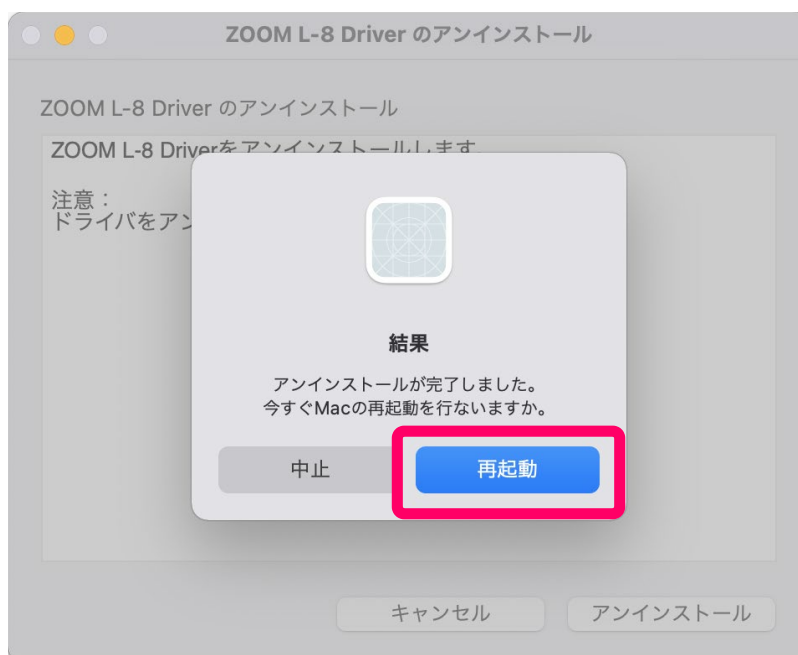 ZOOM L-8 Driver のアンインストール
ZOOM L-8 Driver のアンインストール
ZOOM L-8 Driverをアンインストールします
注意：
ドライバをアン
結果
アンインストールが完了しました。
今すぐMacの再起動を行ないますか。
中止
再起動
キャンセル
アンインストール